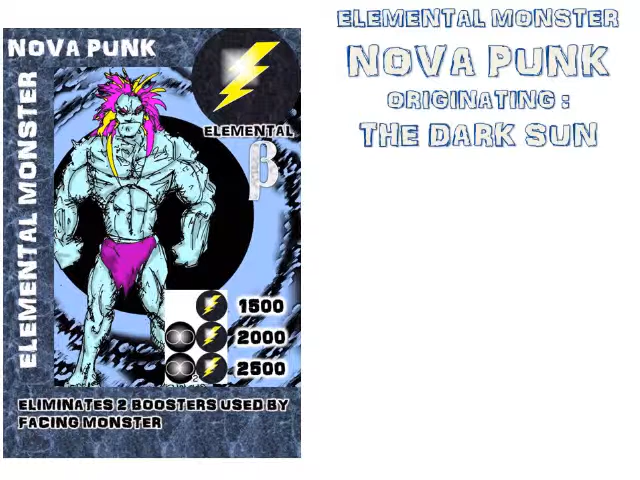 NOVA PUNK
ELEMENTAL MONSTER
ELEMENTAL
β
1500
2000
2500
ELIMINATES 2 BOOSTERS USED BY
FACING MONSTER
ELEMENTAL MONSTER
NOVA PUNK
ORIGINATING :
THE DARK SUN